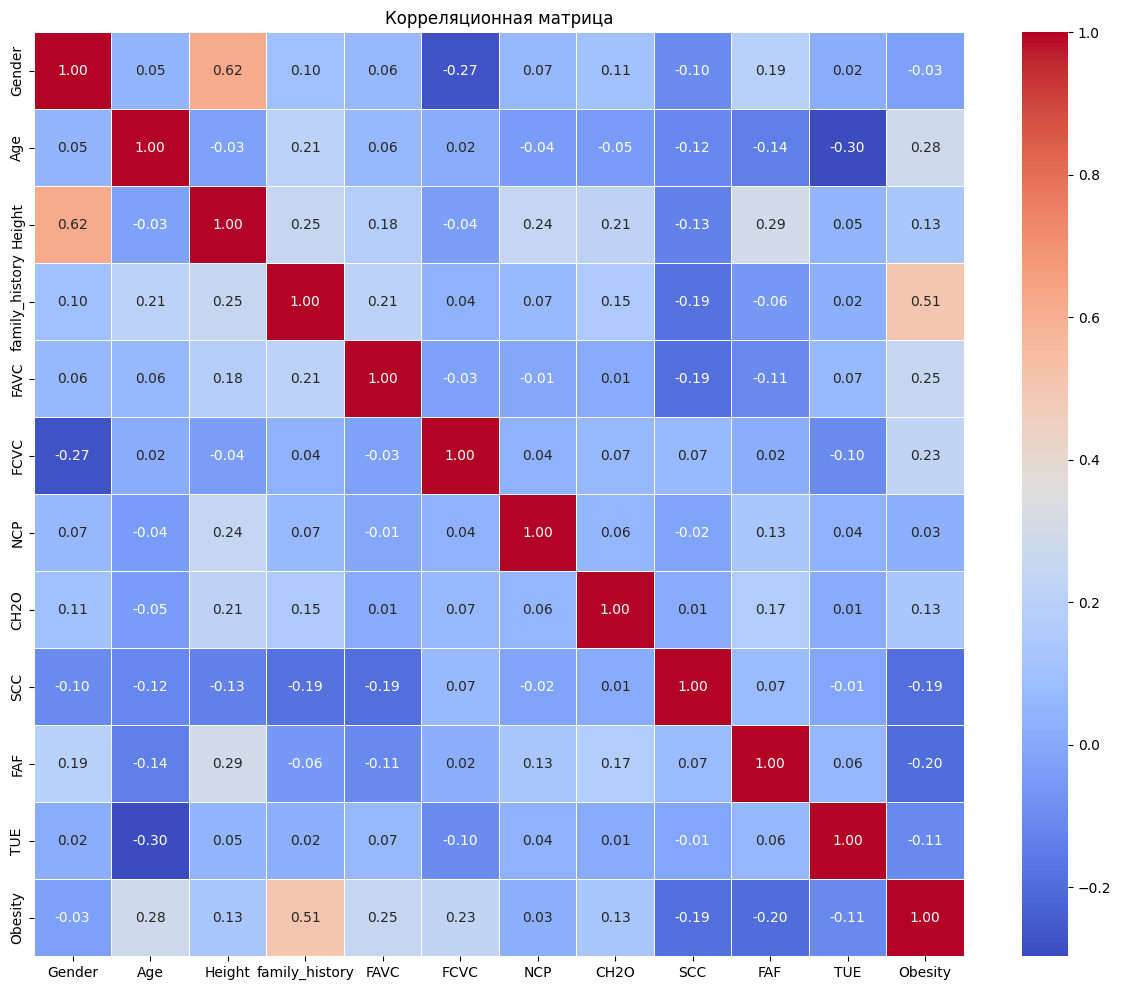 Корреляционная матрица
Gender 1.00 0.05 0.62 0.10 0.06 -0.27 0.07 0.11 -0.10 0.19 0.02 -0.03
Age 0.05 1.00 -0.03 0.21 0.06 0.02 -0.04 -0.05 -0.12 -0.14 -0.30 0.28
Height 0.62 -0.03 1.00 0.25 0.18 -0.04 0.24 0.21 -0.13 0.29 0.05 0.13
family_history 0.10 0.21 0.25 1.00 0.21 0.04 0.07 0.15 -0.19 -0.06 0.02 0.51
FAVC 0.06 0.06 0.18 0.21 1.00 -0.03 -0.01 0.01 -0.19 -0.11 0.07 0.25
FCVC -0.27 0.02 -0.04 0.04 -0.03 1.00 0.04 0.07 0.07 0.02 -0.10 0.23
NCP 0.07 -0.04 0.24 0.07 -0.01 0.04 1.00 0.06 -0.02 0.13 0.04 0.03
CH2O 0.11 -0.05 0.21 0.15 0.01 0.07 0.06 1.00 0.01 0.17 0.01 0.13
SCC -0.10 -0.12 -0.13 -0.19 -0.19 0.07 -0.02 0.01 1.00 0.07 -0.01 -0.19
FAF 0.19 -0.14 0.29 -0.06 -0.11 0.02 0.13 0.17 0.07 1.00 0.06 -0.20
TUE 0.02 -0.30 0.05 0.02 0.07 -0.10 0.04 0.01 -0.01 0.06 1.00 -0.11
Obesity -0.03 0.28 0.13 0.51 0.25 0.23 0.03 0.13 -0.19 -0.20 -0.11 1.00
Gender Age Height family_history FAVC FCVC NCP CH2O SCC FAF TUE Obesity
1.0
0.8
0.6
0.4
0.2
0.0
−0.2